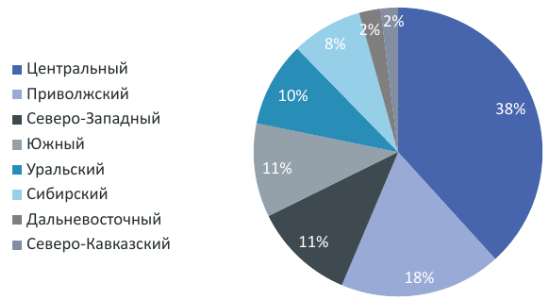 Центральный
Приволжский
Северо-Западный
Южный
Уральский
Сибирский
Дальневосточный
Северо-Кавказский
38%
18%
11%
11%
10%
8%
2%
2%